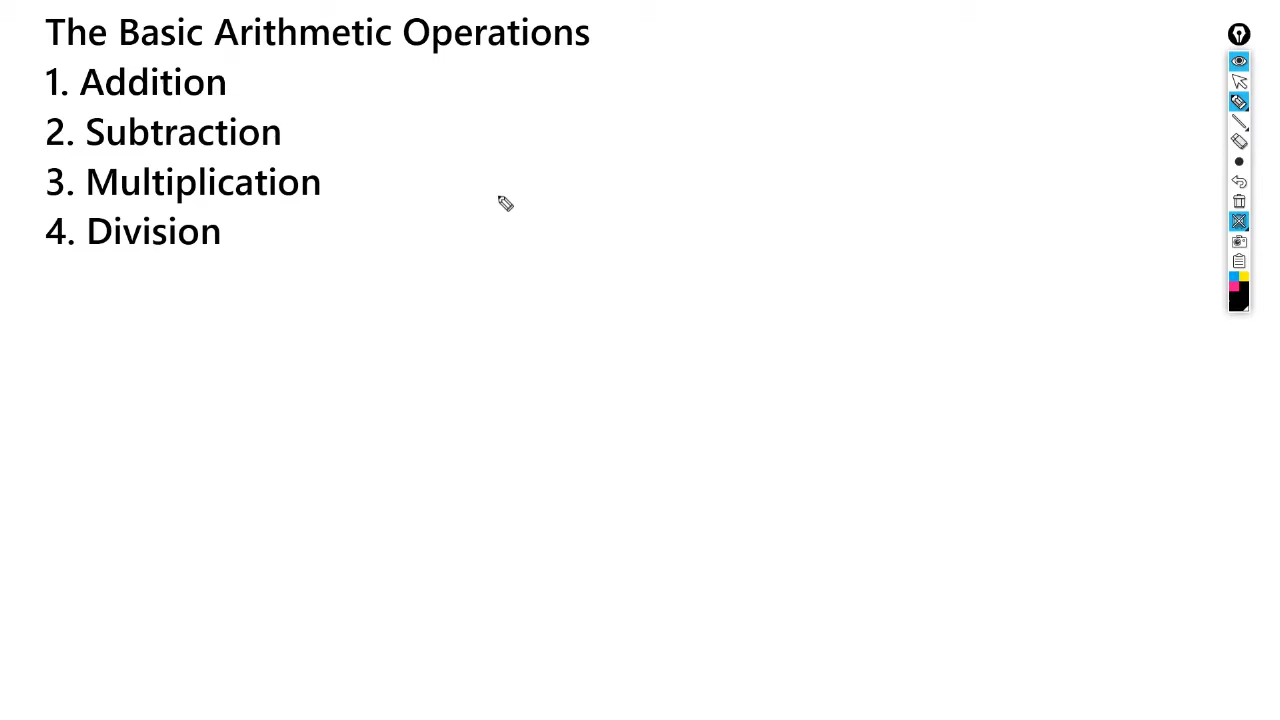 The Basic Arithmetic Operations
1. Addition
2. Subtraction
3. Multiplication
4. Division